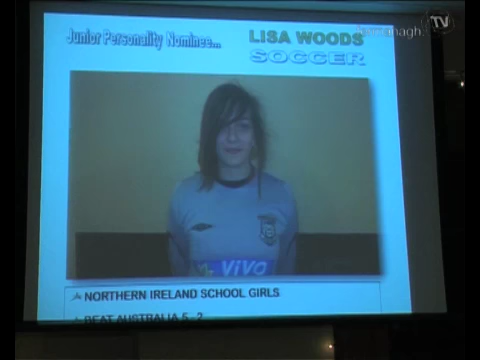 Junior Personality Nominee...
LISA WOODS
SOCCER
TV
VIVO
NORTHERN IRELAND SCHOOL GIRLS
BEAT AUSTRALIA 5 - 2